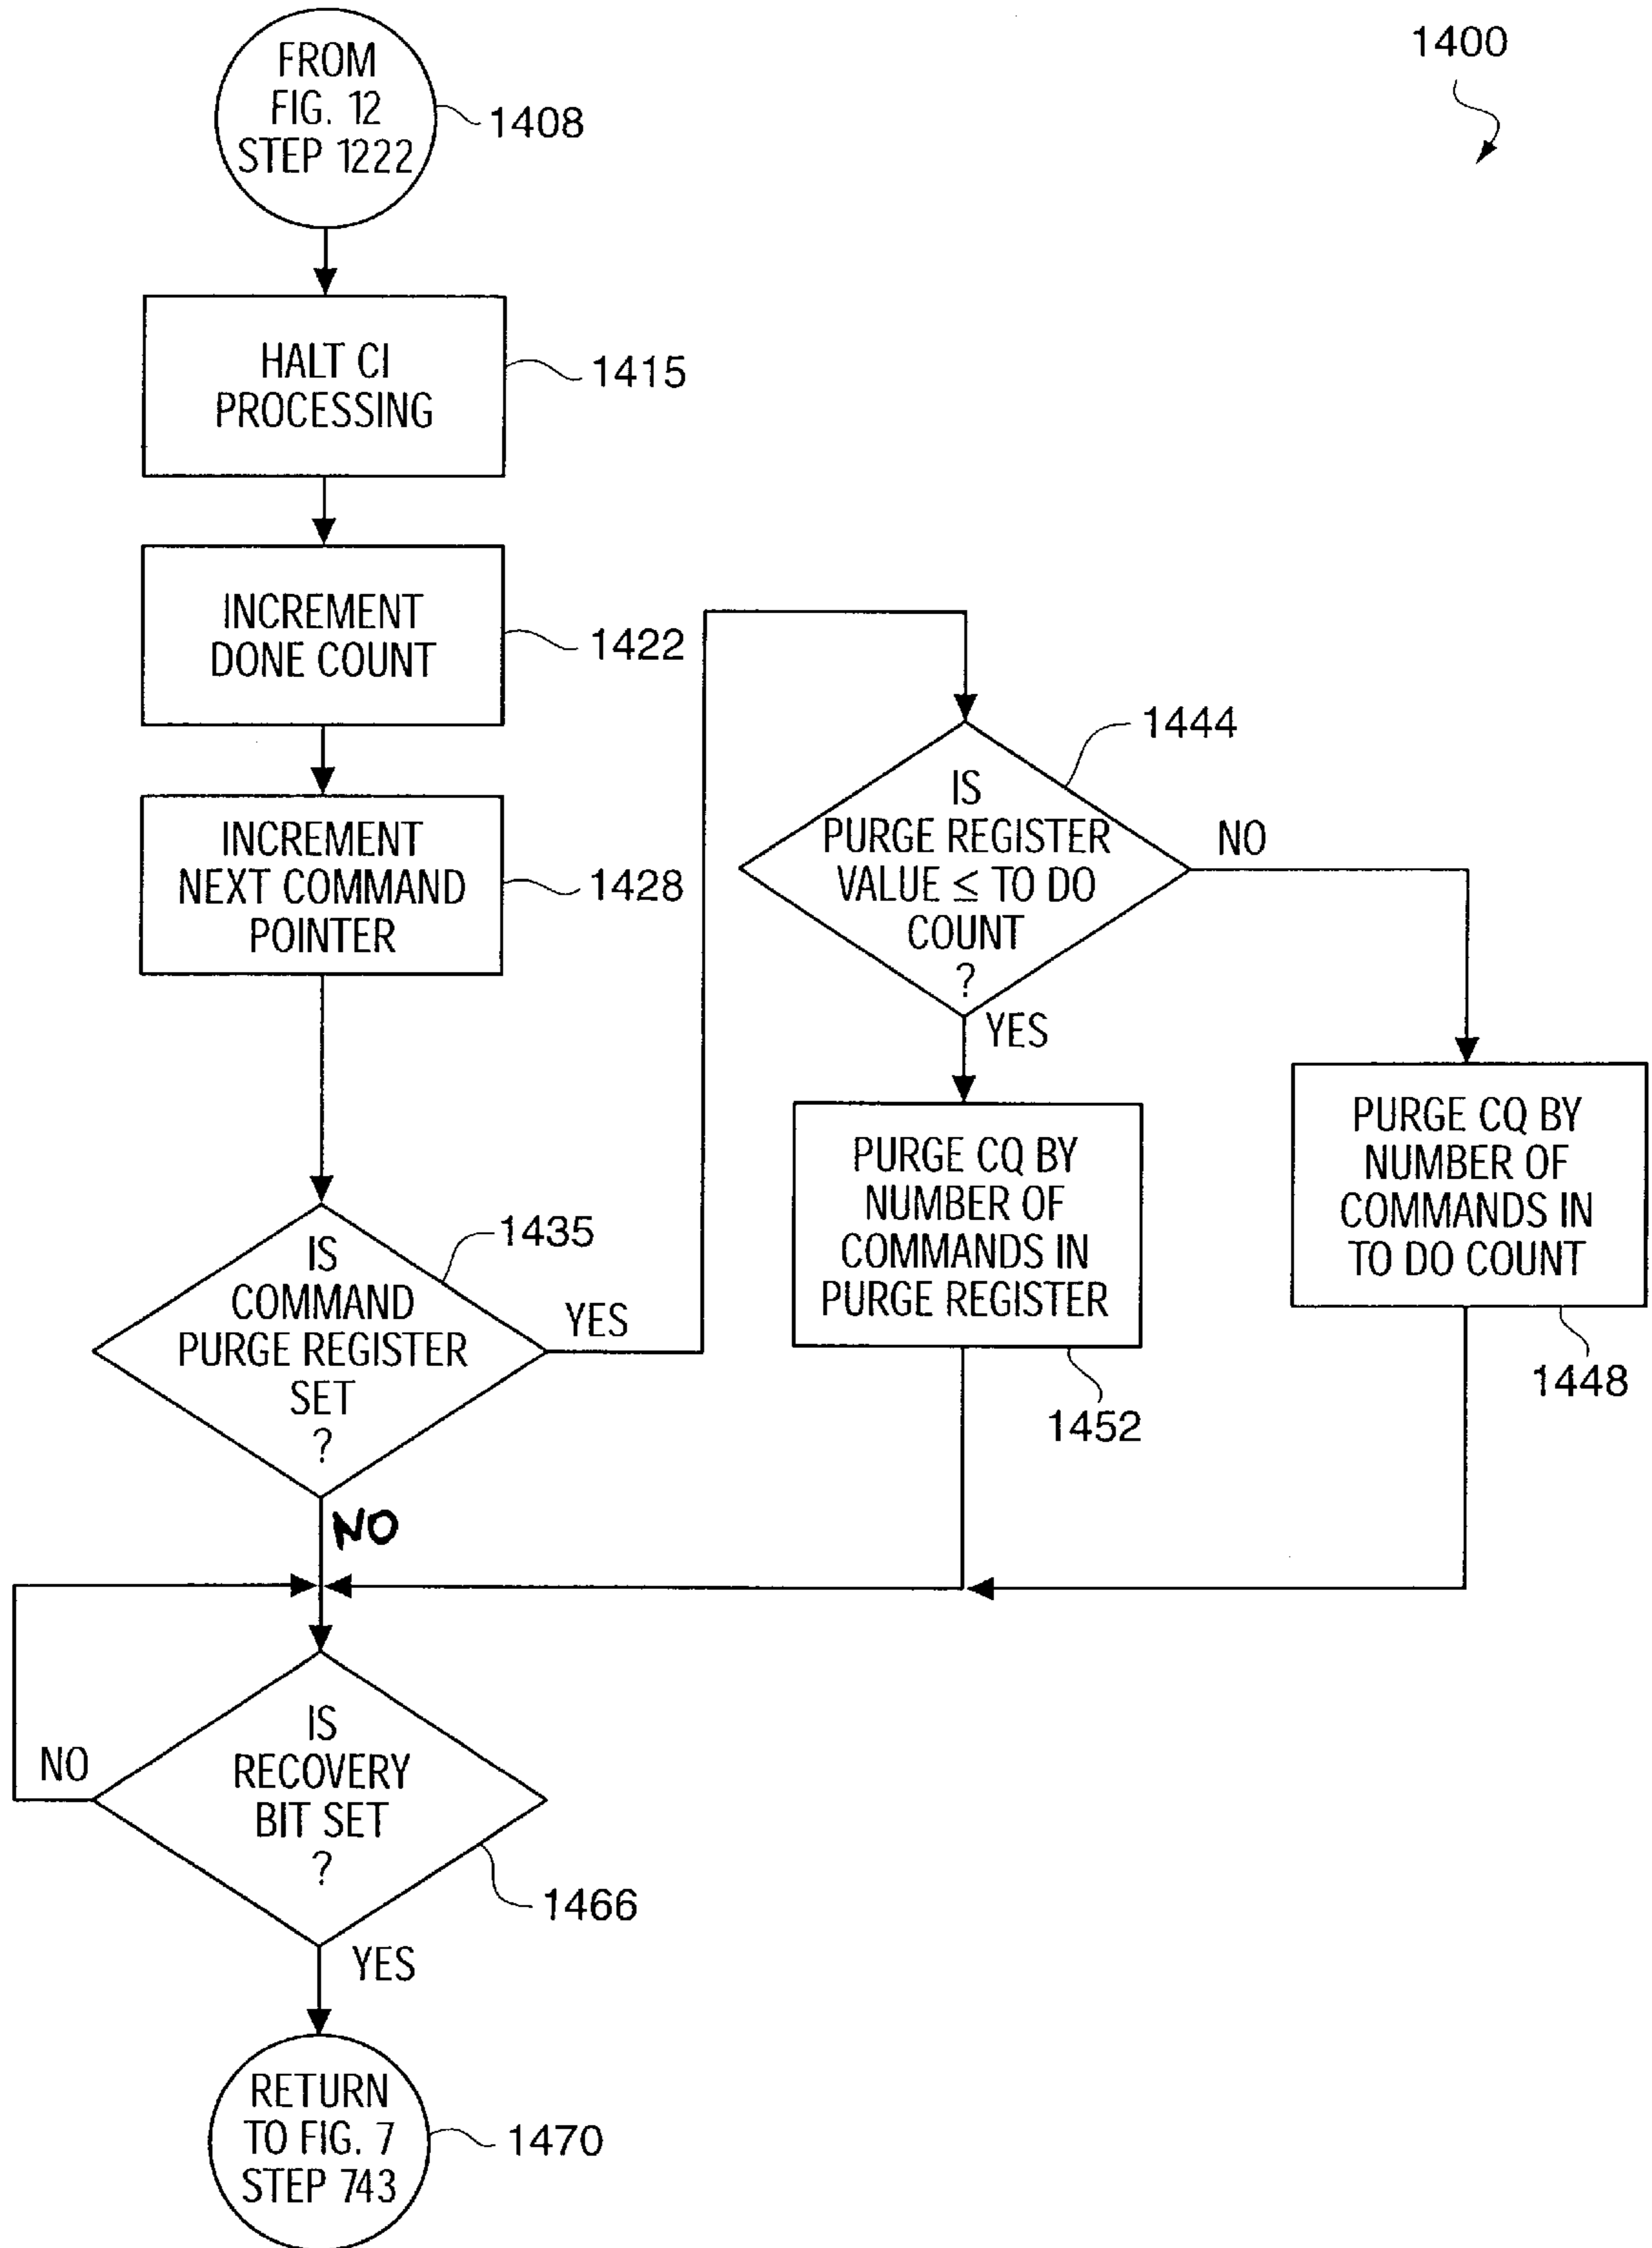 1400
FROM
FIG. 12
STEP 1222
1408
HALT CI
PROCESSING
1415
INCREMENT
DONE COUNT
1422
INCREMENT
NEXT COMMAND
POINTER
1428
IS
COMMAND
PURGE REGISTER
SET
?
1435
YES
NO
IS
PURGE REGISTER
VALUE ≤ TO DO
COUNT
?
1444
NO
YES
PURGE CQ BY
NUMBER OF
COMMANDS IN
PURGE REGISTER
1452
PURGE CQ BY
NUMBER OF
COMMANDS IN
TO DO COUNT
1448
IS
RECOVERY
BIT SET
?
1466
NO
YES
RETURN
TO FIG. 7
STEP 743
1470